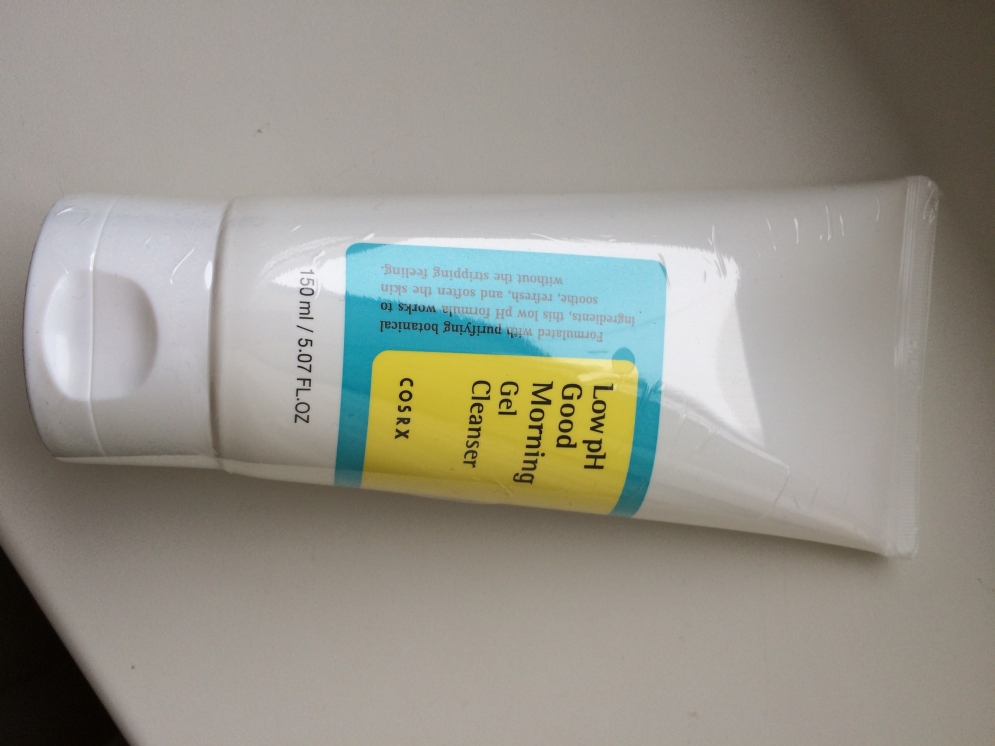 Low pH
Good
Morning
Gel
Cleanser
COSRX
Formulated with purifying botanical
ingredients, this low pH formula works to
soothe, refresh, and soften the skin
without the stripping feeling.
150 ml / 5.07 FL.OZ